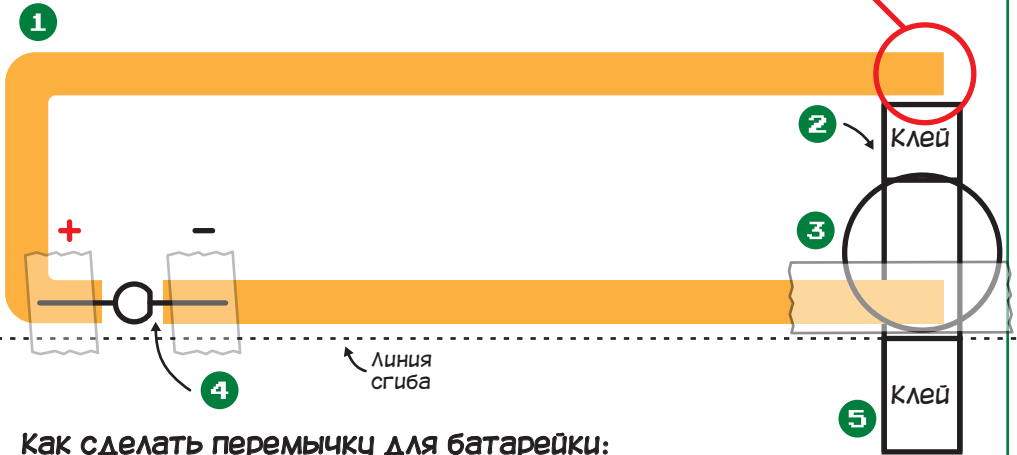 1
2
Клей
+ −
3
4
Линия
сгиба
Клей
5
Как сделать перемычку для батарейки: